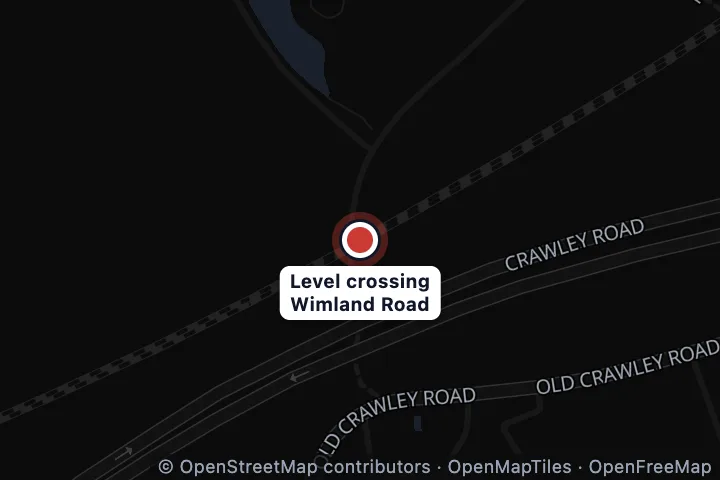 CRAWLEY ROAD
Level crossing
Wimland Road
OLD CRAWLEY ROAD
OLD CRAWLEY ROAD
© OpenStreetMap contributors · OpenMapTiles · OpenFreeMap